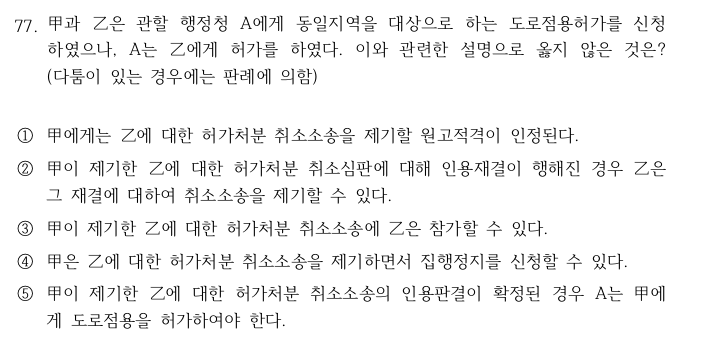 77. 甲과 乙은 관할 행정청 A에게 동일지역을 대상으로 하는 도로점용허가를 신청
하였으나, A는 乙에게 허가를 하였다. 이와 관련한 설명으로 옳지 않은 것은?
(다툼이 있는 경우에는 판례에 의함)
① 甲에게는 乙에 대한 허가처분 취소소송을 제기할 원고적격이 인정된다.
② 甲이 제기한 乙에 대한 허가처분 취소심판에 대해 인용재결이 행해진 경우 乙은
그 재결에 대하여 취소소송을 제기할 수 있다.
③ 甲이 제기한 乙에 대한 허가처분 취소소송에 乙은 참가할 수 있다.
④ 甲은 乙에 대한 허가처분 취소소송을 제기하면서 집행정지를 신청할 수 있다.
⑤ 甲이 제기한 乙에 대한 허가처분 취소소송의 인용판결이 확정된 경우 A는 甲에
게 도로점용을 허가하여야 한다.